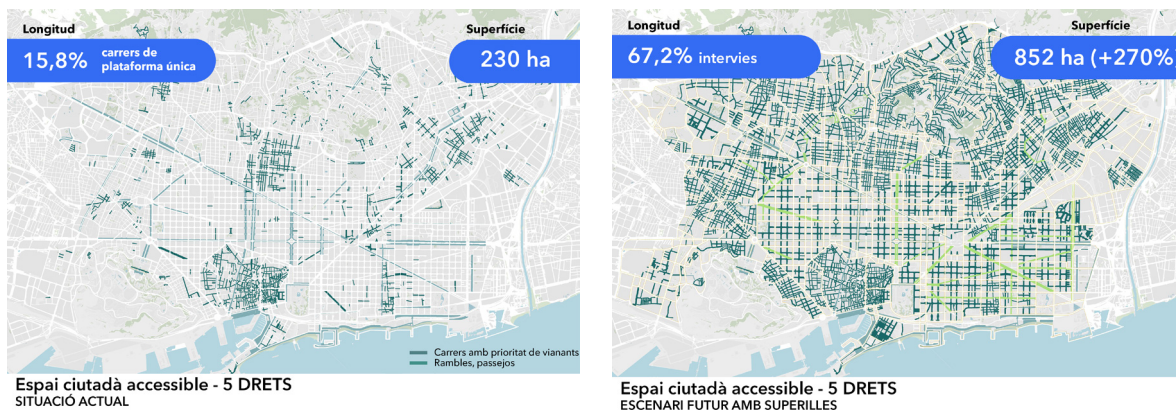 Longitud
15,8% carrers de
plataforma única
Superfície
230 ha
Carrers amb prioritat de vianants
Rambles, passejos
Espai ciutadà accessible - 5 DRETS
SITUACIÓ ACTUAL
Longitud
67,2% intervies
Superfície
852 ha (+270%
Espai ciutadà accessible - 5 DRETS
ESCENARI FUTUR AMB SUPERILLES